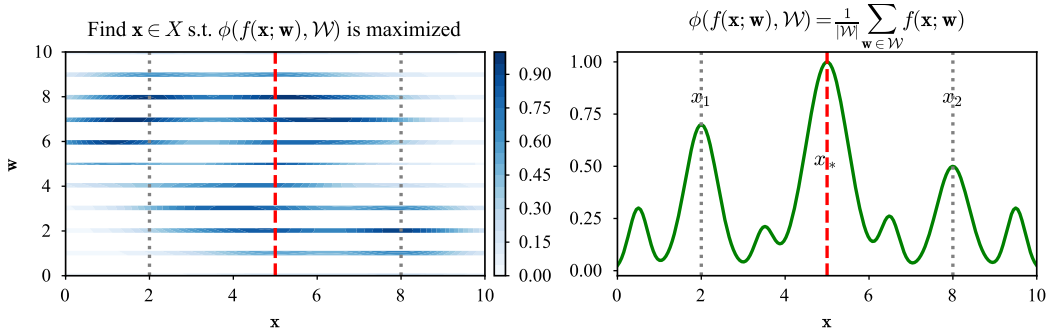 Find x ∈ X s.t. ϕ(f(x; w), 𝒲) is maximized
10
8
6
4
2
0
w
0 2 4 6 8 10
x
0.90
0.75
0.60
0.45
0.30
0.15
0.00
ϕ(f(x; w), 𝒲) = 1/|𝒲| ∑_{w ∈ 𝒲} f(x; w)
1.00
0.75
0.50
0.25
0.00
x₁
x₂
x_*
0 2 4 6 8 10
x